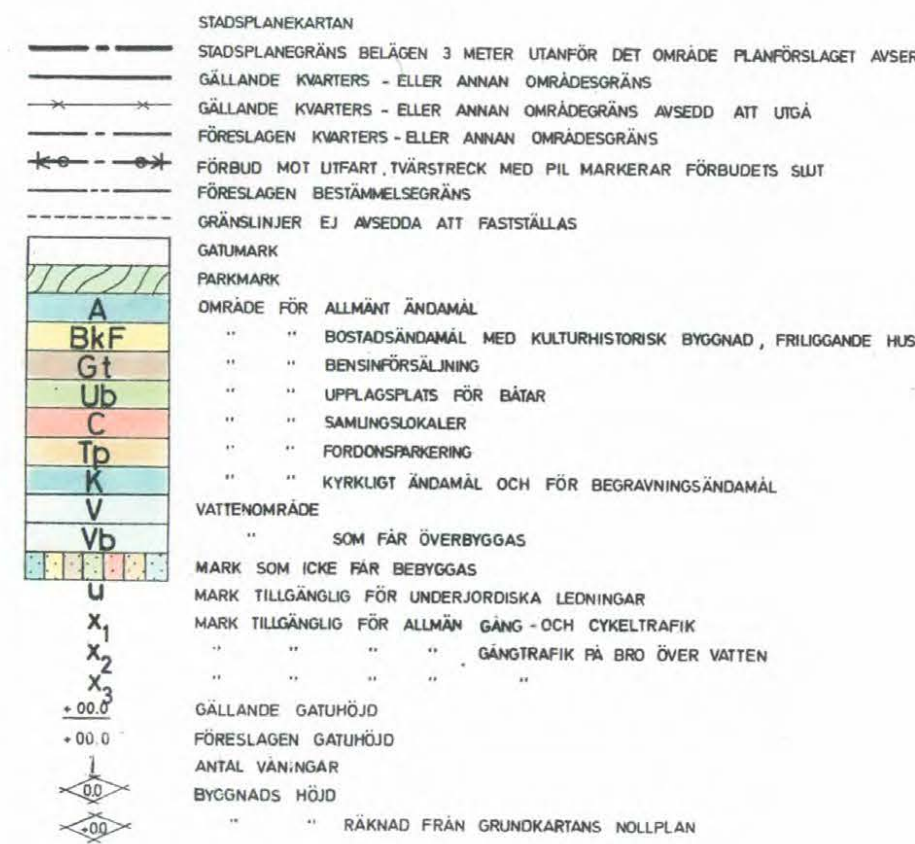 STADSPLANEKARTAN
STADSPLANEGRÄNS BELÄGEN 3 METER UTANFÖR DET OMRÅDE PLANFÖRSLAGET AVSER
GÄLLANDE KVARTERS - ELLER ANNAN OMRÅDESGRÄNS
GÄLLANDE KVARTERS - ELLER ANNAN OMRÅDEGRÄNS AVSEDD ATT UTGÅ
FÖRESLAGEN KVARTERS - ELLER ANNAN OMRÅDESGRÄNS
FÖRBUD MOT UTFART, TVÄRSTRECK MED PIL MARKERAR FÖRBUDETS SLUT
FÖRESLAGEN BESTÄMMELSEGRÄNS
GRÄNSLINJER EJ AVSEDDA ATT FASTSTÄLLAS
GATUMARK
PARKMARK
A OMRÅDE FÖR ALLMÄNT ÄNDAMÅL
BkF " " BOSTADSÄNDAMÅL MED KULTURHISTORISK BYGGNAD, FRILIGGANDE HUS
Gt " " BENSINFÖRSÄLJNING
Ub " " UPPLAGSPLATS FÖR BÅTAR
C " " SAMLINGSLOKALER
Tp " " FORDONSPARKERING
K " " KYRKLIGT ÄNDAMÅL OCH FÖR BEGRAVNINGSÄNDAMÅL
V VATTENOMRÅDE
Vb " SOM FÅR ÖVERBYGGAS
MARK SOM ICKE FÅR BEBYGGAS
u MARK TILLGÄNGLIG FÖR UNDERJORDISKA LEDNINGAR
x1 MARK TILLGÄNGLIG FÖR ALLMÄN GÅNG - OCH CYKELTRAFIK
x2 " " " " GÅNGTRAFIK PÅ BRO ÖVER VATTEN
x3 " " " " "
+ 00.0 GÄLLANDE GATUHÖJD
+ 00.0 FÖRESLAGEN GATUHÖJD
I ANTAL VÅNINGAR
0.0 BYGGNADS HÖJD
+0.0 " " RÄKNAD FRÅN GRUNDKARTANS NOLLPLAN